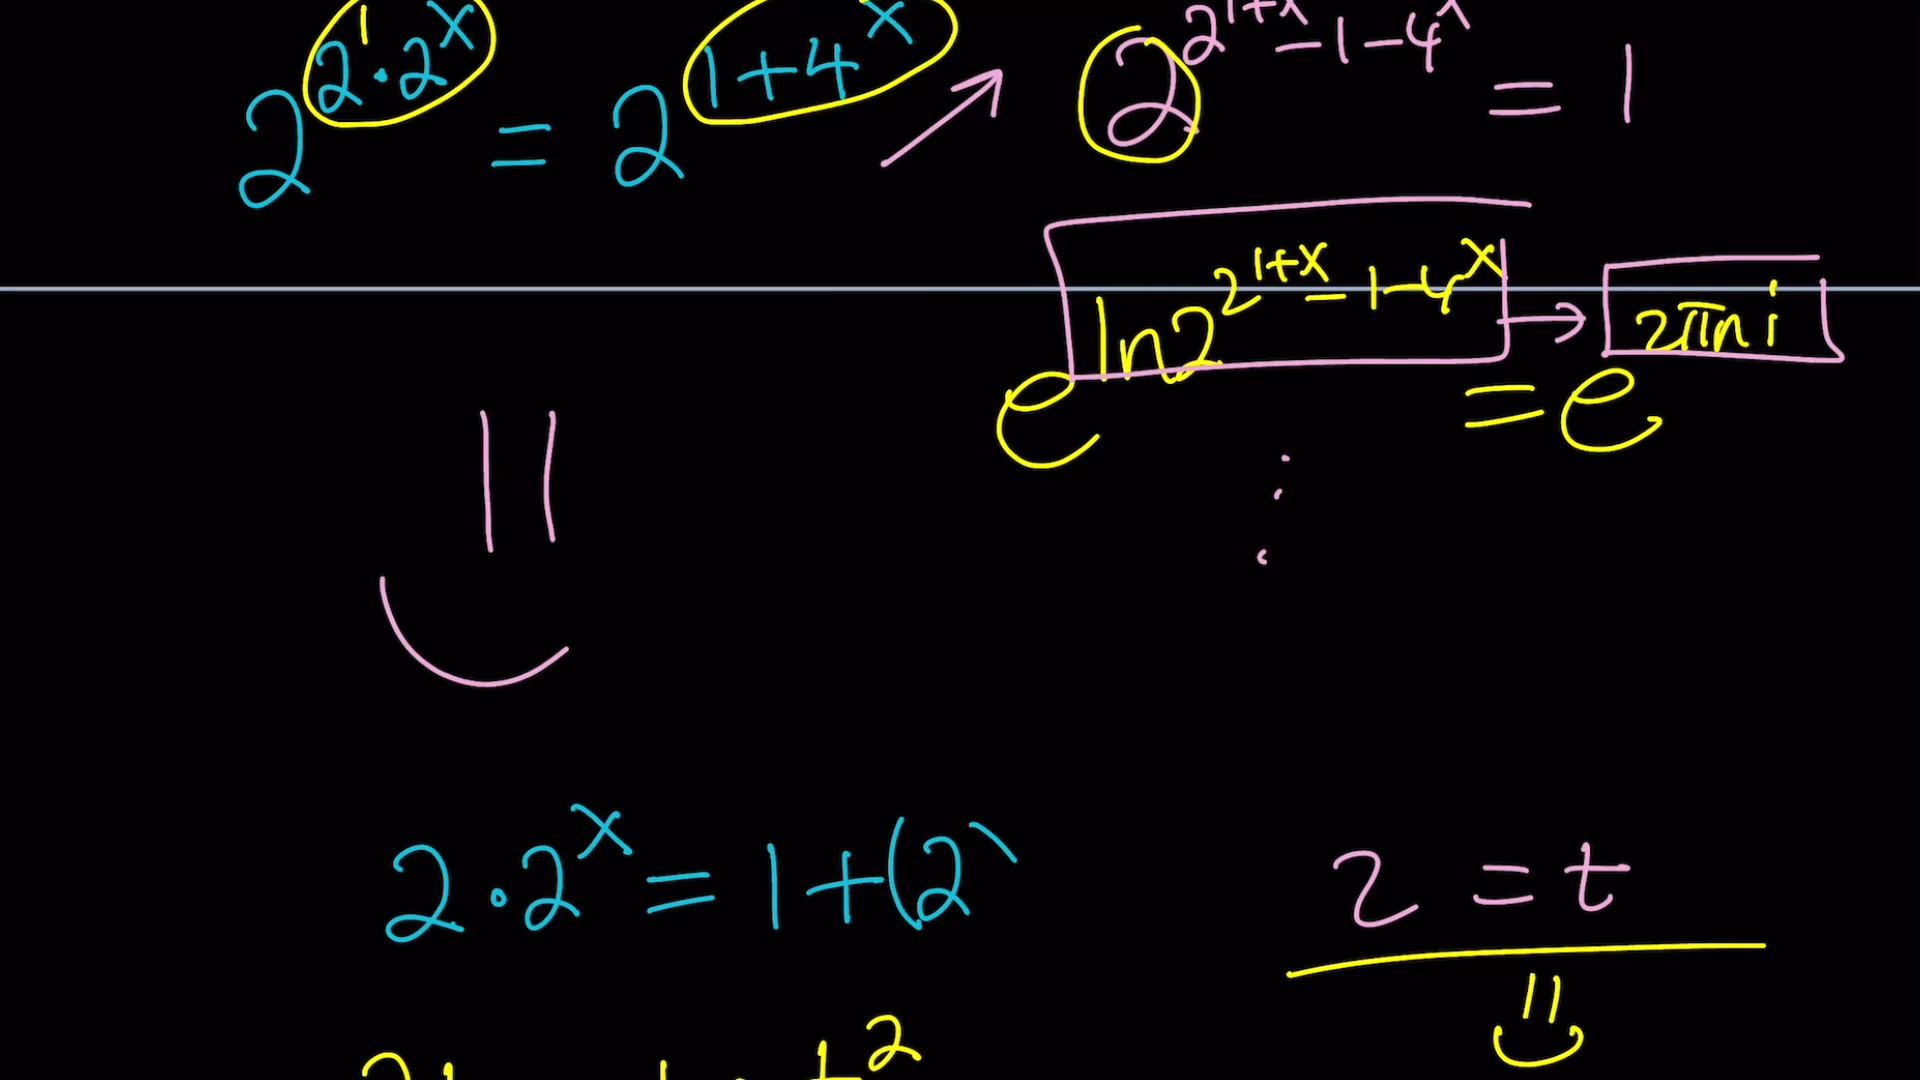 2^{2^1·2^x} = 2^{1+4^x} → 2^{2^{1+x}-1-4^x} = 1
e^{ln2^{2^{1+x}-1-4^x}} → = e^{2πni}
2·2^x = 1+(2
2 = t
t^2